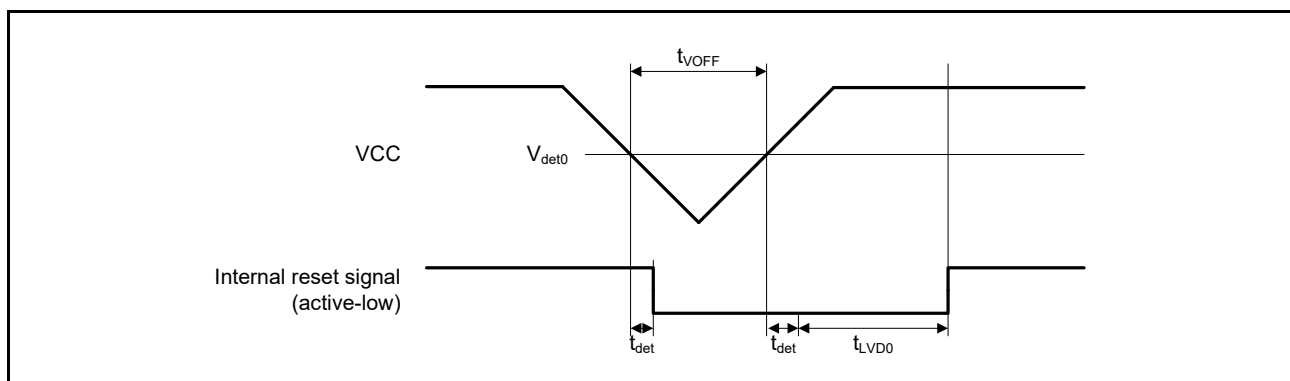 tVOFF
VCC
Vdet0
Internal reset signal
(active-low)
tdet
tdet
tLVD0